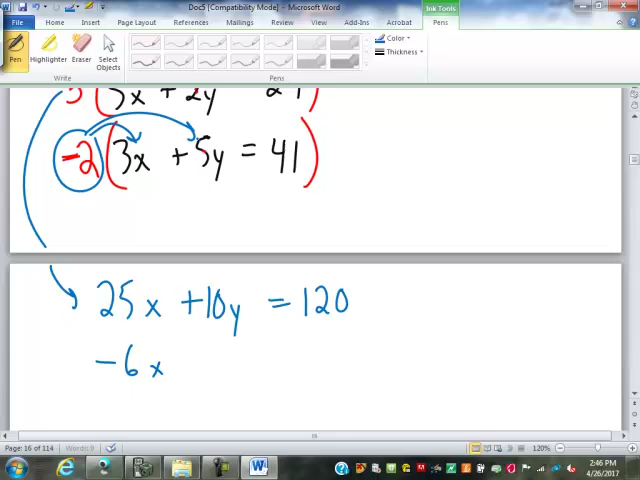 Doc5 [Compatibility Mode] - Microsoft Word
Ink Tools
File Home Insert Page Layout References Mailings Review View Add-Ins Acrobat Pens
Pen
Highlighter
Eraser
Select Objects
Color
Thickness
Write
Pens
-2(3x + 5y = 41)
25x + 10y = 120
-6x
Page: 16 of 114
Words: 0
120%
2:46 PM
4/26/2017